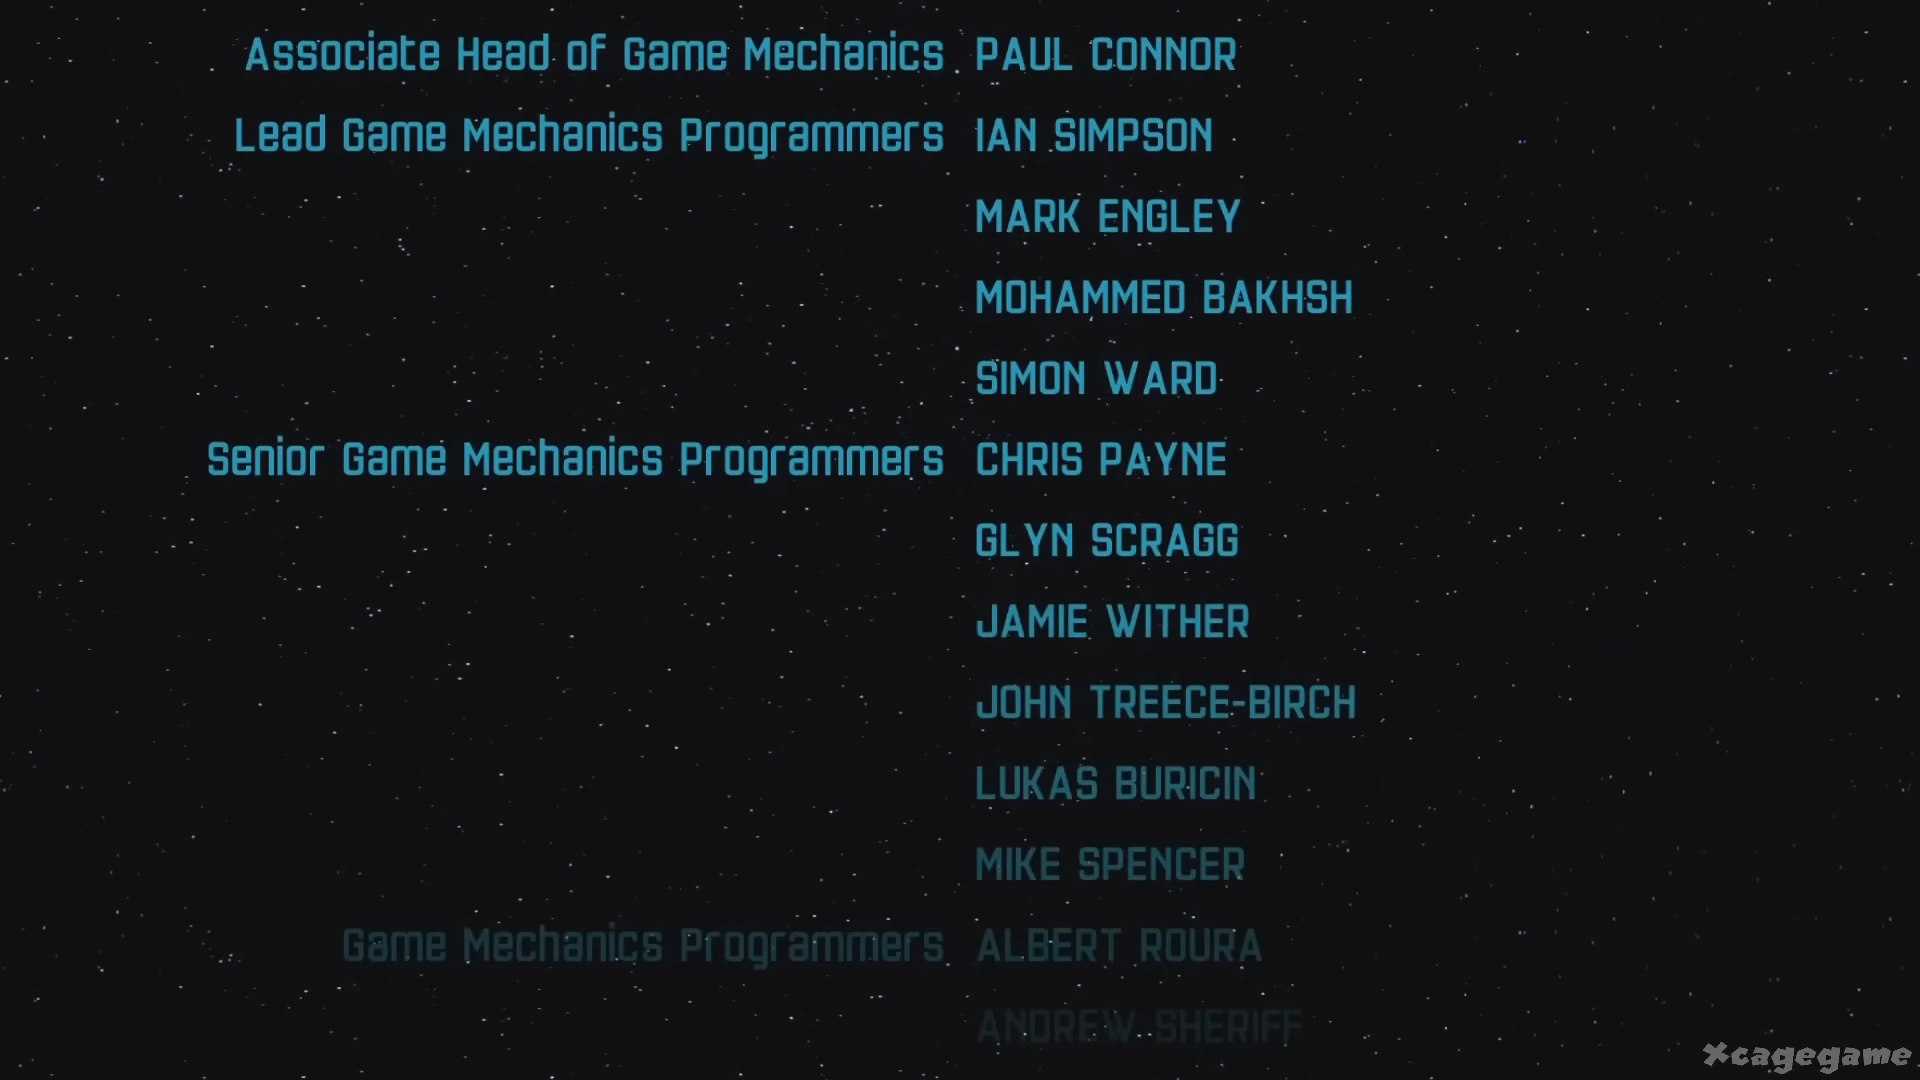 Associate Head of Game Mechanics PAUL CONNOR
Lead Game Mechanics Programmers IAN SIMPSON
MARK ENGLEY
MOHAMMED BAKHSH
SIMON WARD
Senior Game Mechanics Programmers CHRIS PAYNE
GLYN SCRAGG
JAMIE WITHER
JOHN TREECE-BIRCH
LUKAS BURICIN
MIKE SPENCER
Game Mechanics Programmers ALBERT ROURA
ANDREW SHERIFF
Xcagegame